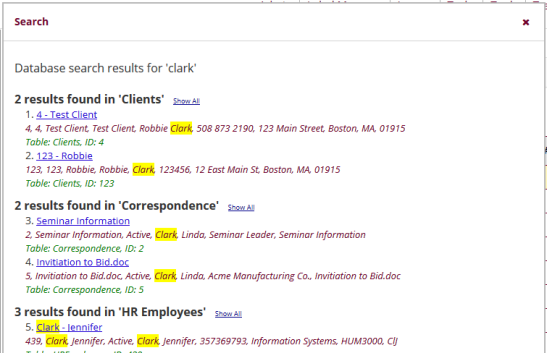 Search
×
Database search results for 'clark'
2 results found in 'Clients' Show All
1. 4 - Test Client
4, 4, Test Client, Test Client, Robbie Clark, 508 873 2190, 123 Main Street, Boston, MA, 01915
Table: Clients, ID: 4
2. 123 - Robbie
123, 123, Robbie, Robbie, Clark, 123456, 12 East Main St, Boston, MA, 01915
Table: Clients, ID: 123
2 results found in 'Correspondence' Show All
3. Seminar Information
2, Seminar Information, Active, Clark, Linda, Seminar Leader, Seminar Information
Table: Correspondence, ID: 2
4. Invitation to Bid.doc
5, Invitation to Bid.doc, Active, Clark, Linda, Acme Manufacturing Co., Invitation to Bid.doc
Table: Correspondence, ID: 5
3 results found in 'HR Employees' Show All
5. Clark - Jennifer
439, Clark, Jennifer, Active, Clark, Jennifer, 357369793, Information Systems, HUM3000, CIJ